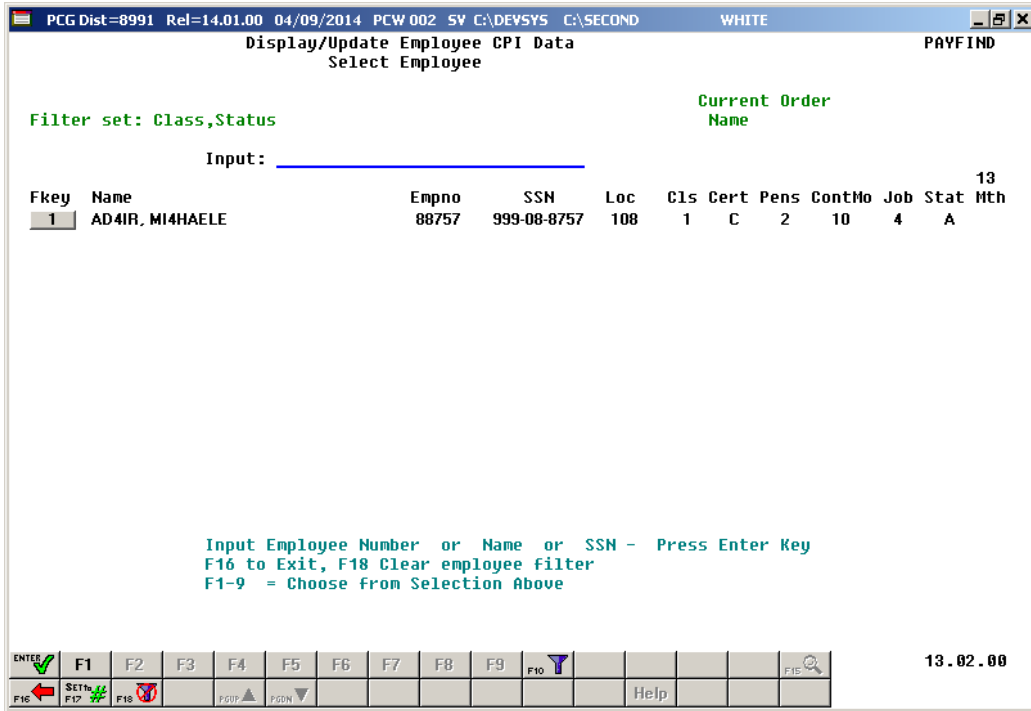 PCG Dist=8991 Rel=14.01.00 04/09/2014 PCW 002 SV C:\DEVSYS C:\SECOND WHITE
Display/Update Employee CPI Data PAYFIND
Select Employee
Current Order
Filter set: Class,Status Name
Input:
13
Fkey Name Empno SSN Loc Cls Cert Pens ContMo Job Stat Mth
1 AD4IR, MI4HAELE 88757 999-08-8757 108 1 C 2 10 4 A
Input Employee Number or Name or SSN - Press Enter Key
F16 to Exit, F18 Clear employee filter
F1-9 = Choose from Selection Above
ENTER F1 F2 F3 F4 F5 F6 F7 F8 F9 F10 F15 13.02.00
F16 SETto F17 # F18 PGUP PGDN Help